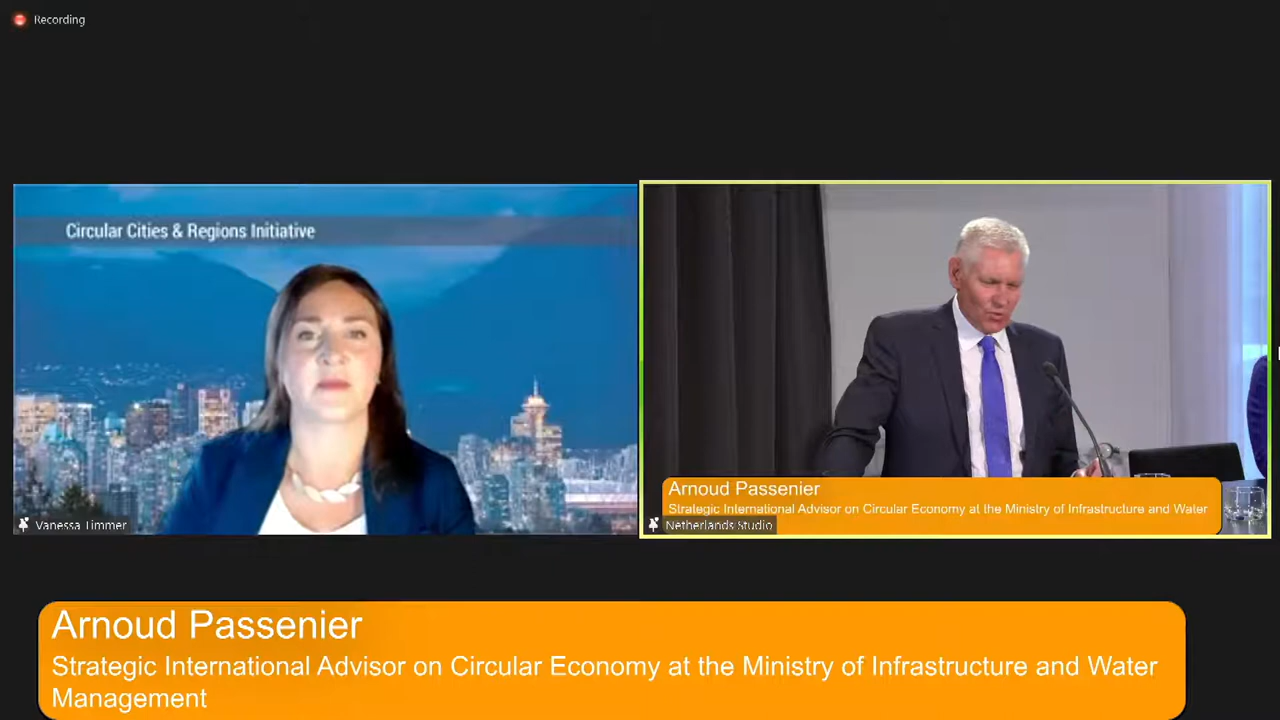 Recording
Circular Cities & Regions Initiative
Vanessa Timmer
Arnoud Passenier
Strategic International Advisor on Circular Economy at the Ministry of Infrastructure and Water
Netherlands Studio
Arnoud Passenier
Strategic International Advisor on Circular Economy at the Ministry of Infrastructure and Water
Management